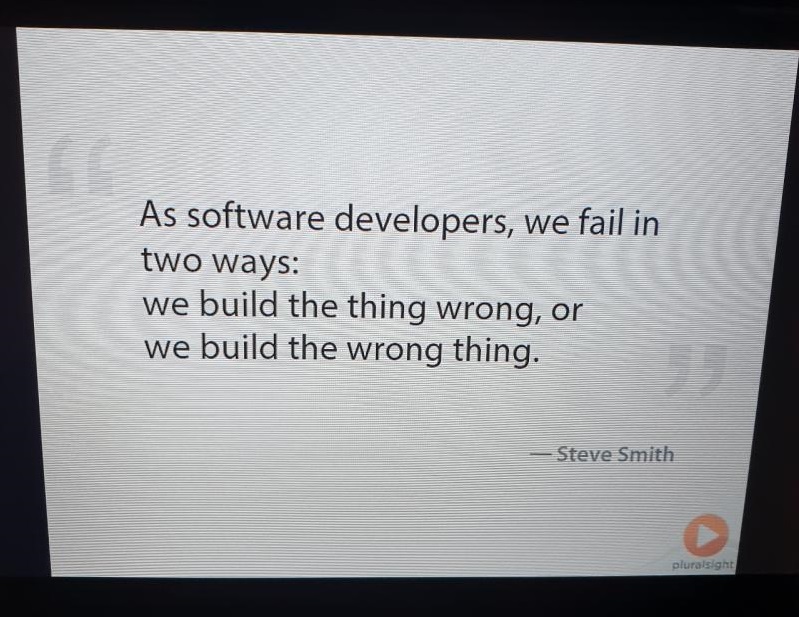 As software developers, we fail in
two ways:
we build the thing wrong, or
we build the wrong thing.
— Steve Smith
pluralsight